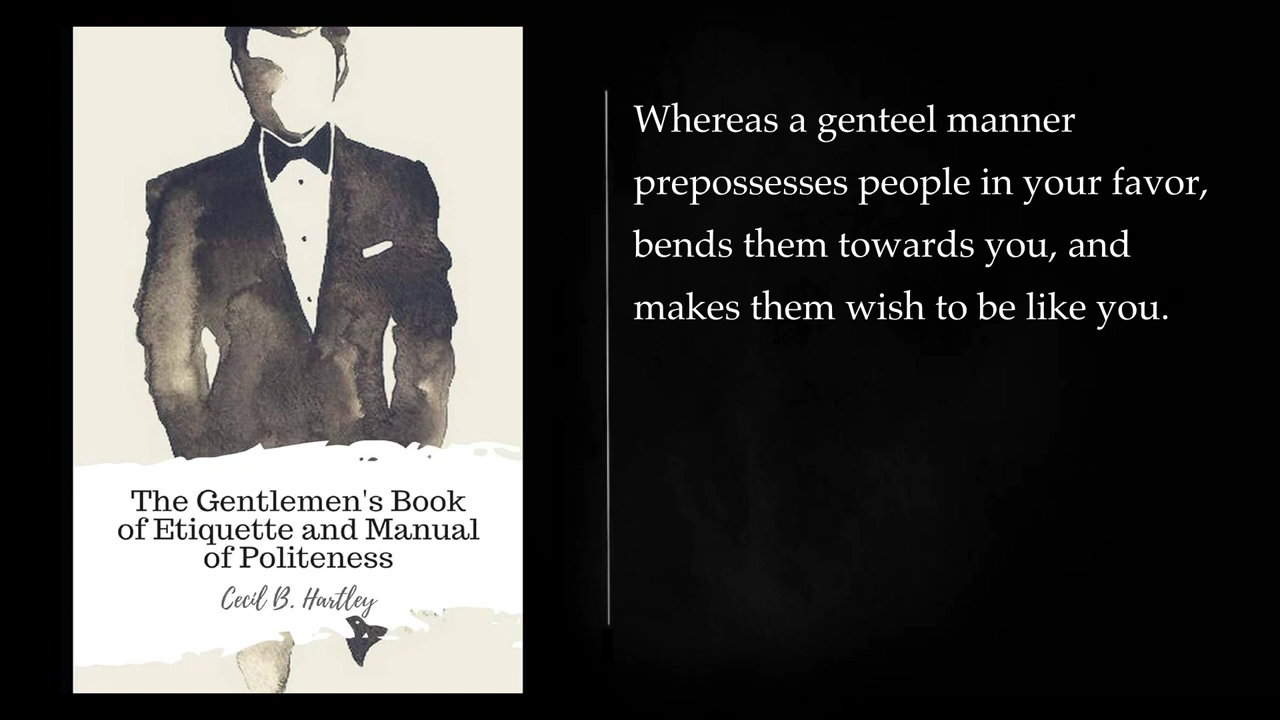 The Gentlemen's Book
of Etiquette and Manual
of Politeness
Cecil B. Hartley
Whereas a genteel manner
prepossesses people in your favor,
bends them towards you, and
makes them wish to be like you.